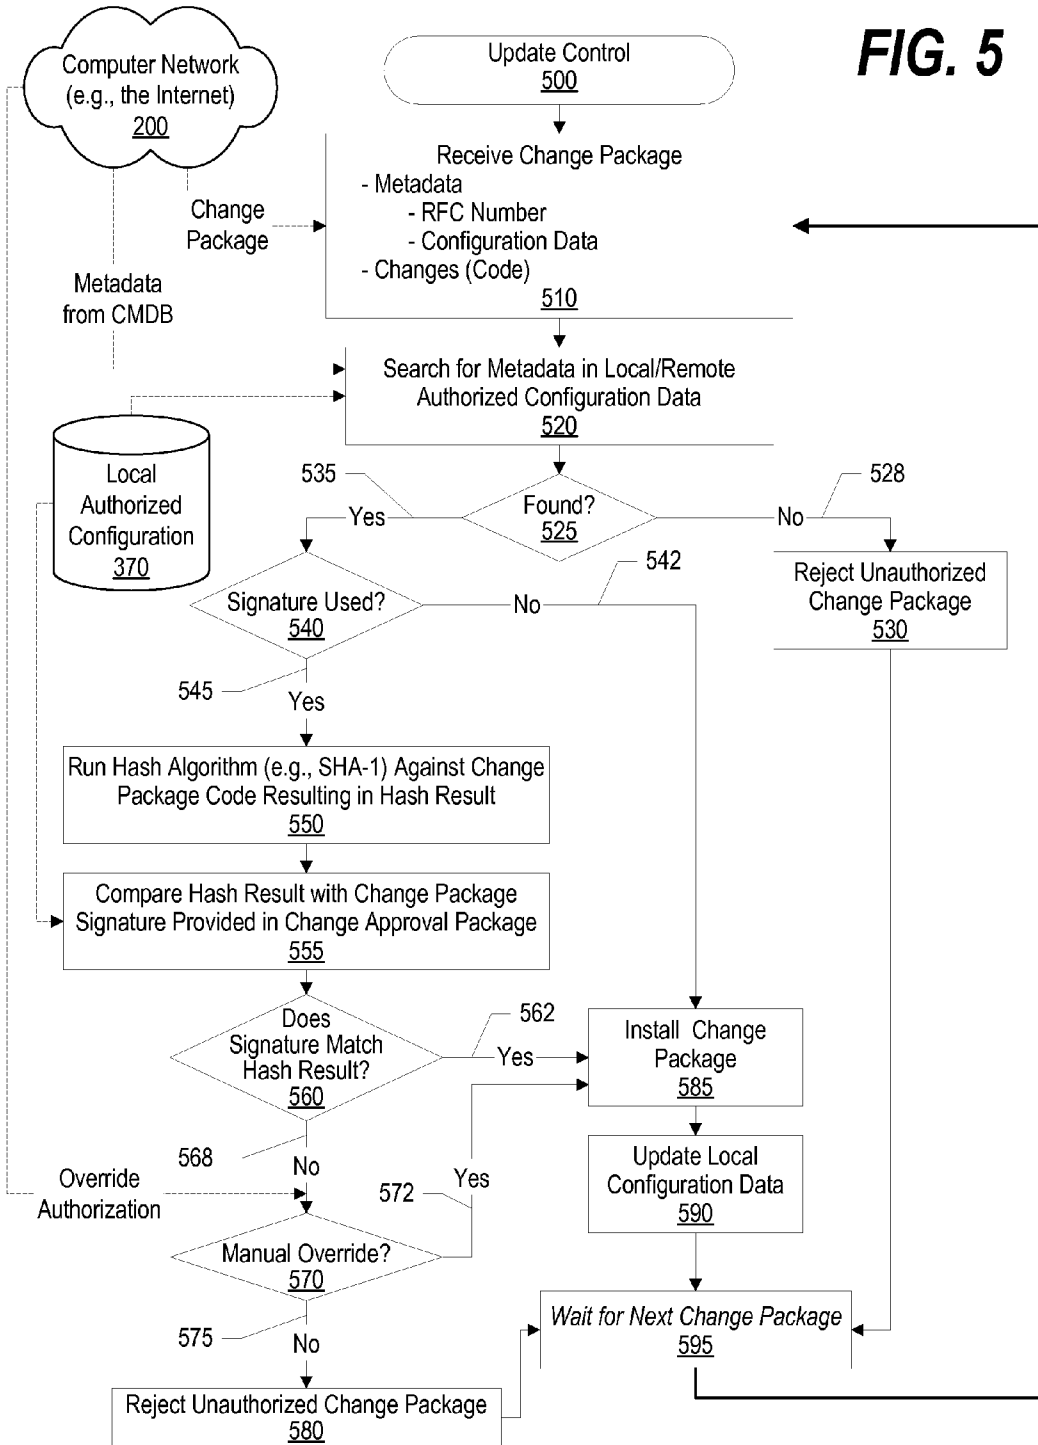 FIG. 5
Computer Network
(e.g., the Internet)
200
Update Control
500
Receive Change Package
- Metadata
- RFC Number
- Configuration Data
- Changes (Code)
510
Change
Package
Metadata
from CMDB
Search for Metadata in Local/Remote
Authorized Configuration Data
520
Local
Authorized
Configuration
370
535
528
Found?
525
Yes
No
542
Reject Unauthorized
Change Package
530
Signature Used?
540
No
545
Yes
Run Hash Algorithm (e.g., SHA-1) Against Change
Package Code Resulting in Hash Result
550
Compare Hash Result with Change Package
Signature Provided in Change Approval Package
555
Does
Signature Match
Hash Result?
560
562
Yes
Install Change
Package
585
568
No
Yes
572
Override
Authorization
Update Local
Configuration Data
590
Manual Override?
570
575
No
Wait for Next Change Package
595
Reject Unauthorized Change Package
580